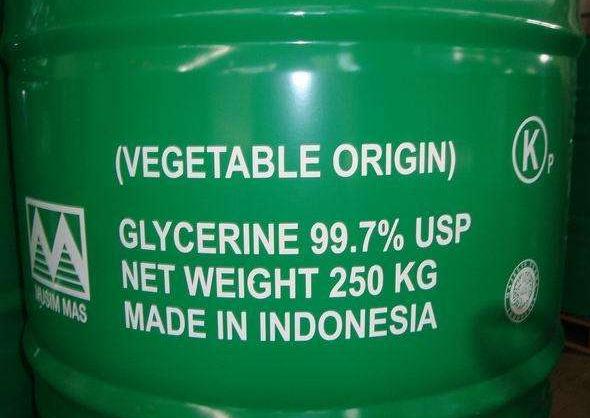 (VEGETABLE ORIGIN)
K P
GLYCERINE 99.7% USP
NET WEIGHT 250 KG
MADE IN INDONESIA
MUSIM MAS